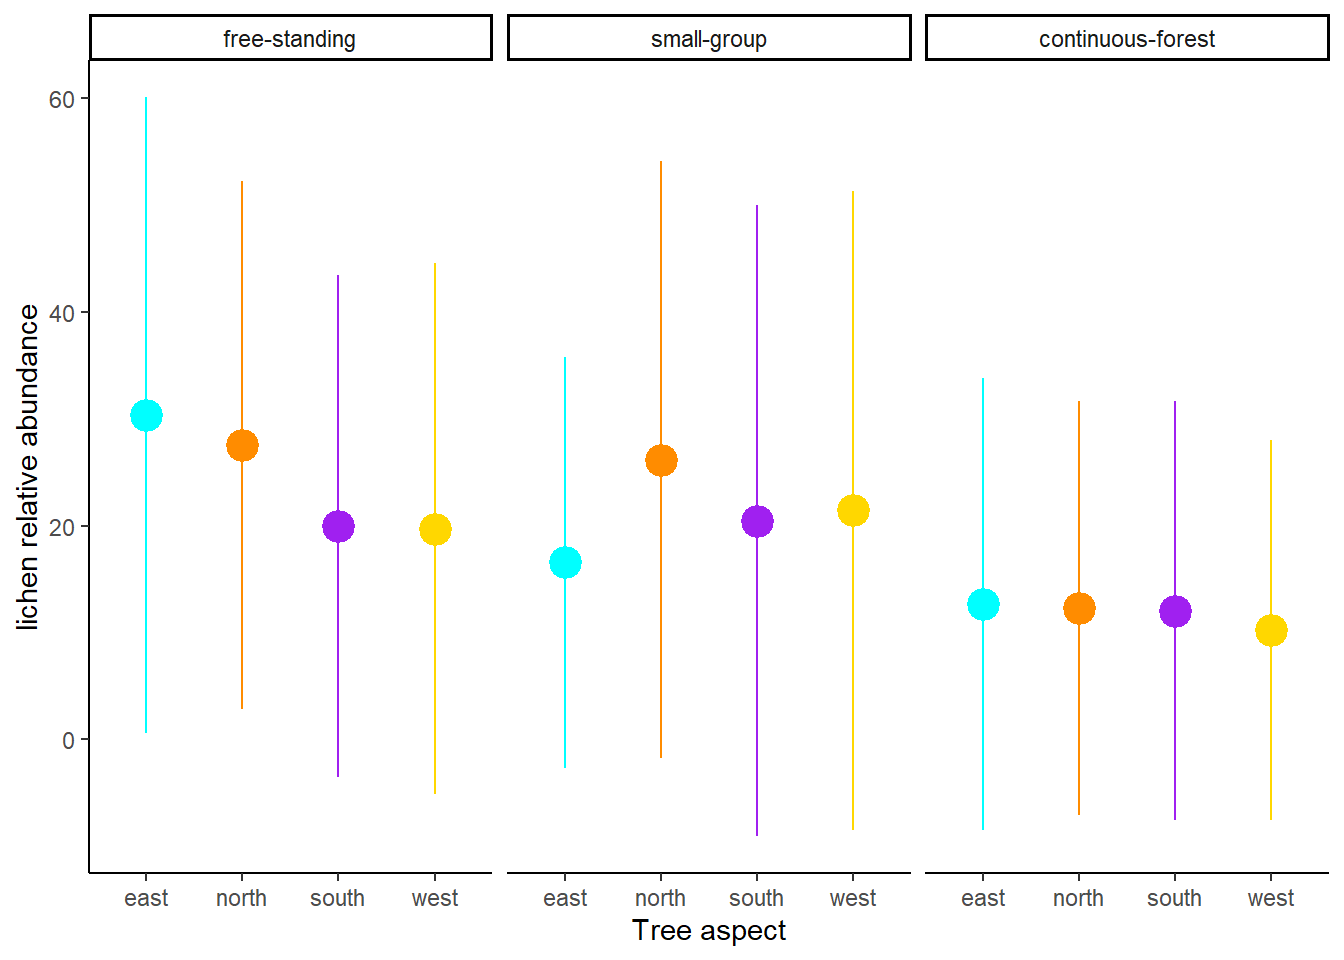 free-standing
small-group
continuous-forest
60
40
20
0
lichen relative abundance
east north south west
east north south west
east north south west
Tree aspect